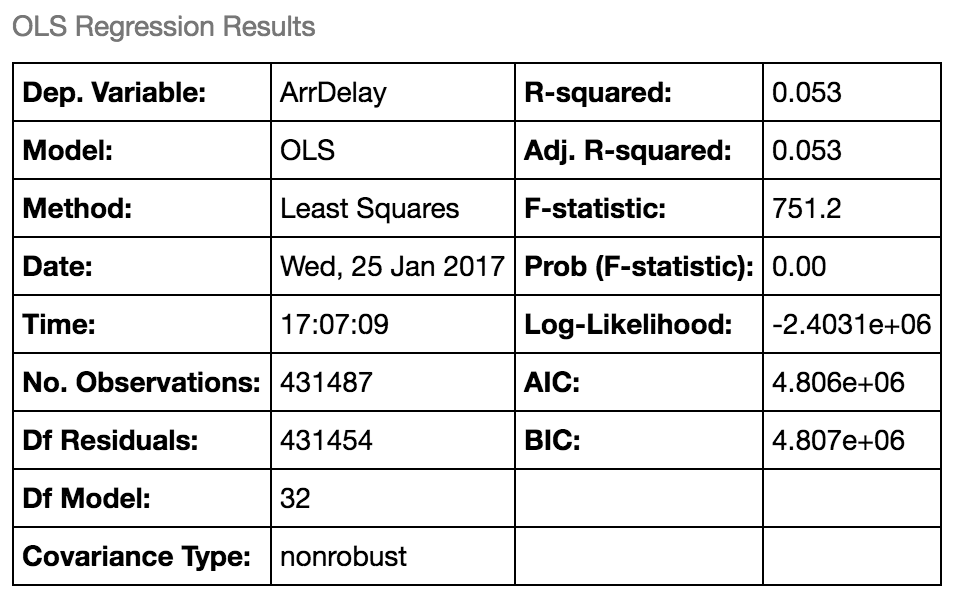 OLS Regression Results
Dep. Variable: ArrDelay R-squared: 0.053
Model: OLS Adj. R-squared: 0.053
Method: Least Squares F-statistic: 751.2
Date: Wed, 25 Jan 2017 Prob (F-statistic): 0.00
Time: 17:07:09 Log-Likelihood: -2.4031e+06
No. Observations: 431487 AIC: 4.806e+06
Df Residuals: 431454 BIC: 4.807e+06
Df Model: 32
Covariance Type: nonrobust